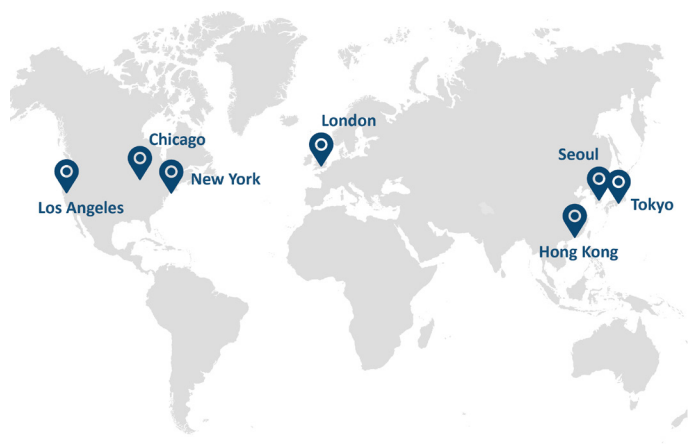 London
Chicago
Seoul
New York
Los Angeles
Tokyo
Hong Kong